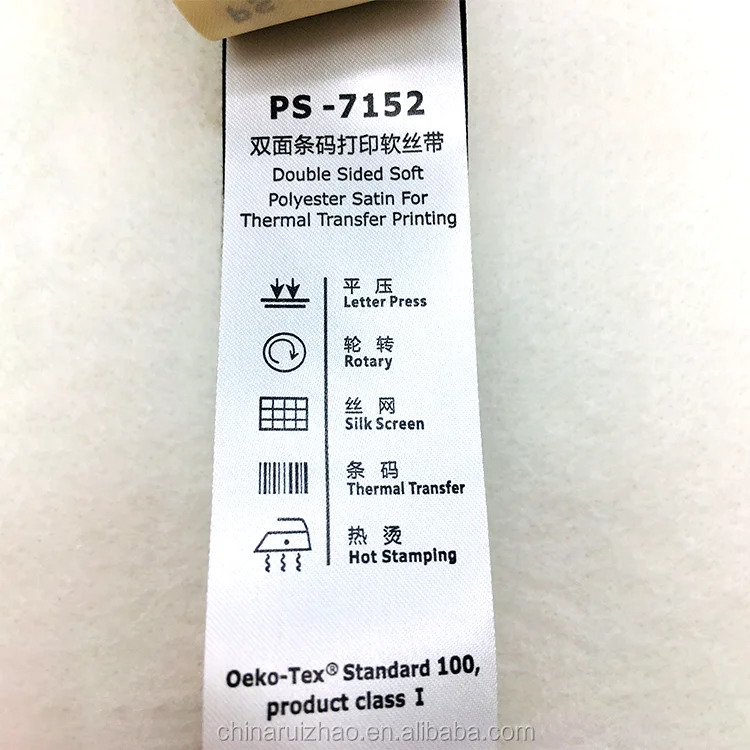 PS -7152
双面条码打印软丝带
Double Sided Soft
Polyester Satin For
Thermal Transfer Printing
平 压
Letter Press
轮 转
Rotary
丝 网
Silk Screen
条 码
Thermal Transfer
热 烫
Hot Stamping
Oeko-Tex® Standard 100,
product class I
chinaruizhao.en.alibaba.com